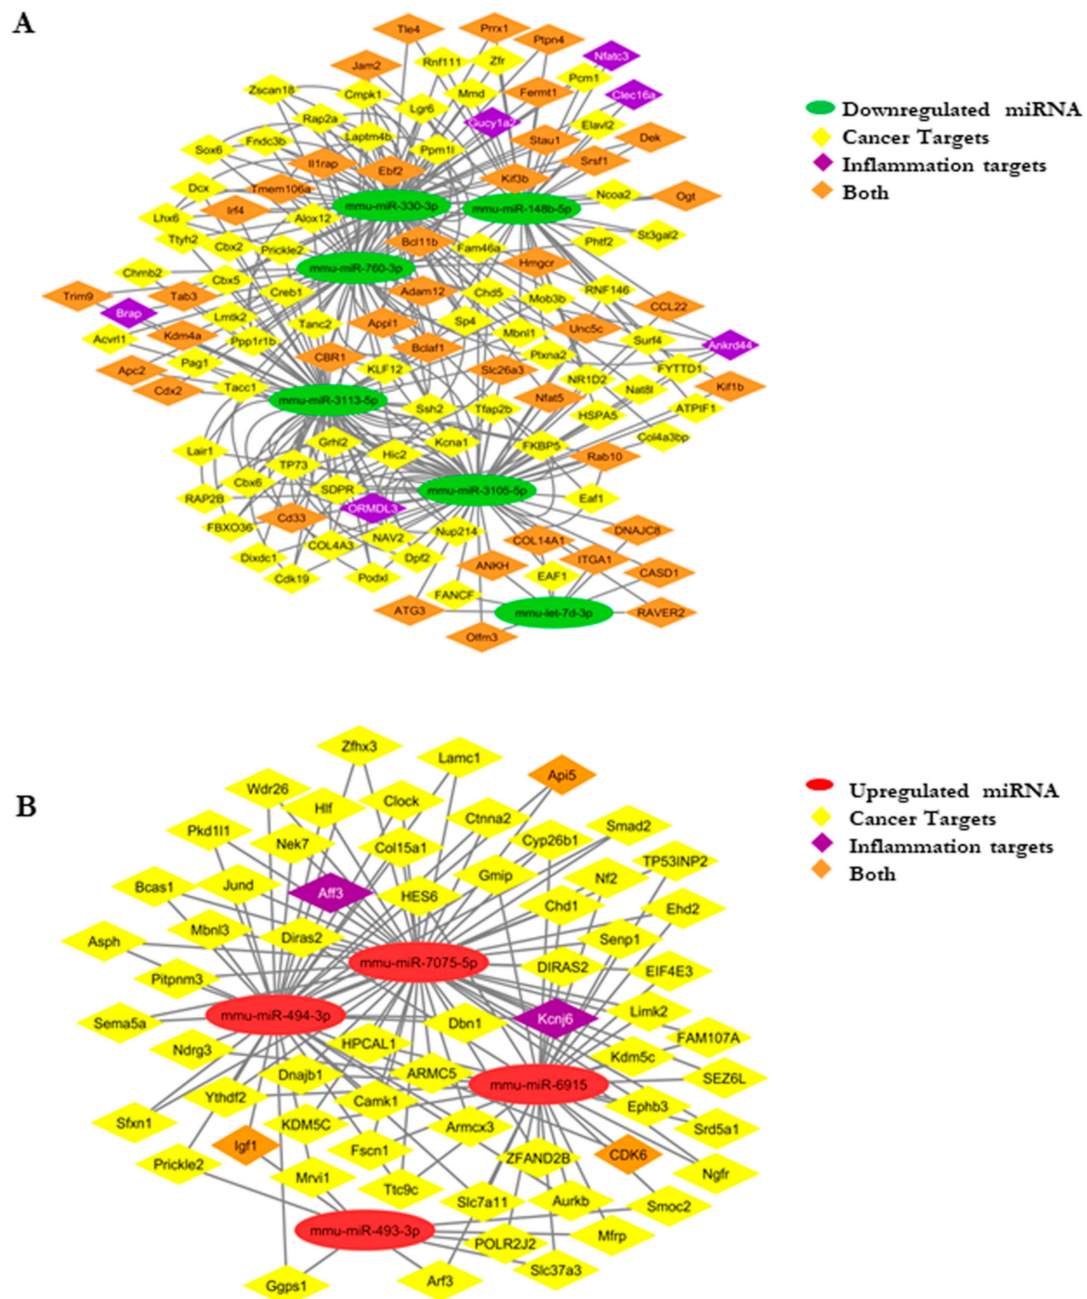 A
Tle4
Prrx1
Ptpn4
Nfatc3
Jam2
Rnf111
Zfr
Pcm1
Zscan18
Cmpk1
Mmd
Fermt1
Clec16a
Lgr6
Rap2a
Gucy1a2
Elavl2
Fndc3b
Laptm4b
Stau1
Dek
Sox6
Ppm1l
Srsf1
Il1rap
Ebf2
Kif3b
Dcx
Tmem106a
Ncoa2
Ogt
mmu-miR-330-3p
mmu-miR-148b-5p
Lhx6
Irf4
Alox12
St3gal2
Ttyh2
Cbx2
Prickle2
Bcl11b
Fam46a
Phtf2
Chrnb2
mmu-miR-760-3p
Hmgcr
Cbx5
Creb1
Adam12
Chd5
Mob3b
RNF146
Trim9
Tab3
CCL22
Brap
Lmtk2
Tanc2
Appl1
Sp4
Mbnl1
Unc5c
Acvrl1
Kdm4a
Ppp1r1b
Bclaf1
Surf4
Ankrd44
CBR1
Plxna2
Apc2
Pag1
KLF12
Slc26a3
FYTTD1
NR1D2
Cdx2
Tacc1
Nat8l
Kif1b
mmu-miR-3113-5p
Nfat5
Ssh2
Tfap2b
HSPA5
ATPIF1
Col4a3bp
Lair1
Grhl2
Hic2
Kcna1
FKBP5
Rab10
TP73
Cbx6
SDPR
mmu-miR-3105-5p
RAP2B
ORMDL3
Eaf1
FBXO36
Cd33
NAV2
Nup214
DNAJC8
COL4A3
COL14A1
Dixdc1
Dpf2
ITGA1
Cdk19
Podxl
ANKH
EAF1
CASD1
FANCF
ATG3
mmu-let-7d-3p
RAVER2
Olfm3
Downregulated miRNA
Cancer Targets
Inflammation targets
Both
B
Zfhx3
Lamc1
Api5
Wdr26
Hlf
Clock
Ctnna2
Pkd1l1
Nek7
Col15a1
Cyp26b1
Smad2
TP53INP2
Bcas1
Jund
Aff3
HES6
Gmip
Nf2
Chd1
Ehd2
Asph
Mbnl3
Diras2
Senp1
mmu-miR-7075-5p
DIRAS2
EIF4E3
Pitpnm3
Sema5a
mmu-miR-494-3p
Dbn1
Kcnj6
Limk2
FAM107A
Ndrg3
HPCAL1
Kdm5c
Dnajb1
ARMC5
mmu-miR-6915
SEZ6L
Ythdf2
Camk1
Ephb3
Sfxn1
KDM5C
Armcx3
Srd5a1
Igf1
Fscn1
ZFAND2B
CDK6
Prickle2
Mrvi1
Ttc9c
Ngfr
Slc7a11
Aurkb
Smoc2
mmu-miR-493-3p
POLR2J2
Mfrp
Ggps1
Arf3
Slc37a3
Upregulated miRNA
Cancer Targets
Inflammation targets
Both